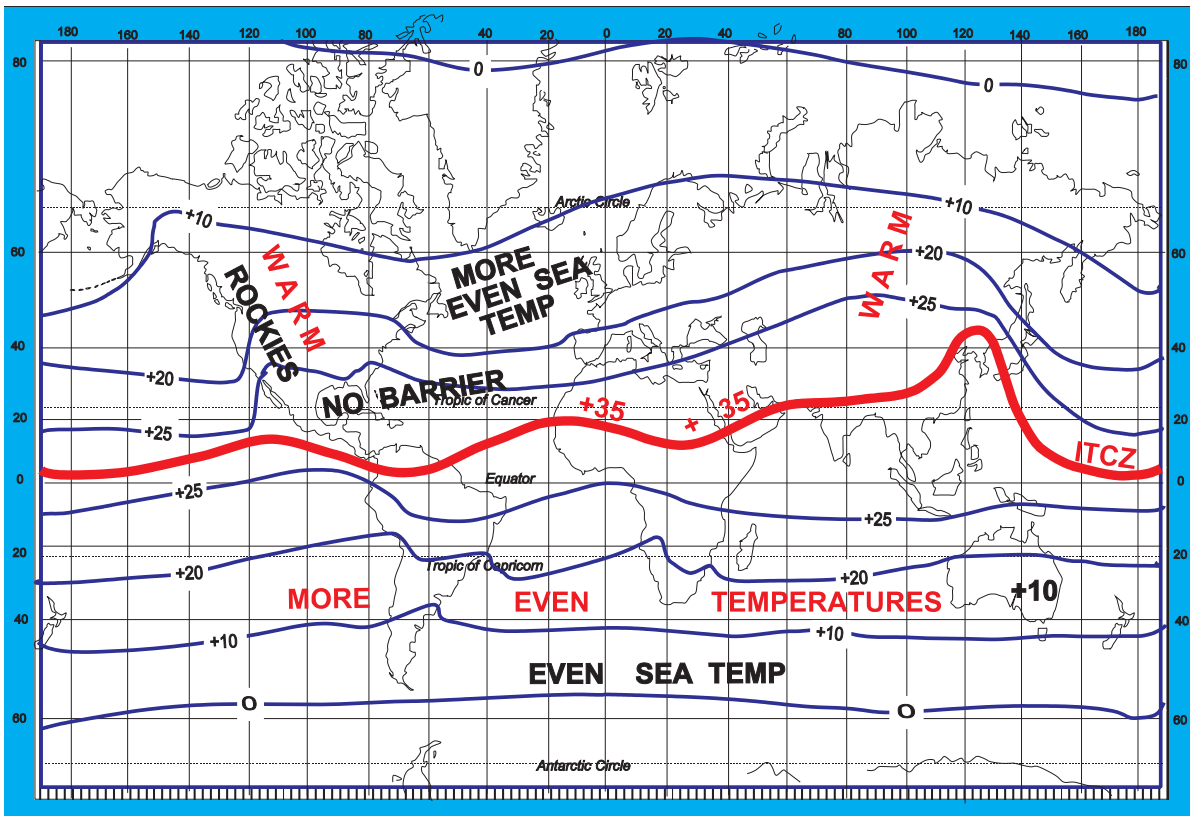 180 160 140 120 100 80 40 20 0 20 40 60 80 100 120 140 160 180
80 0 0 80
Arctic Circle
+10 +10
60 60
WARM WARM
ROCKIES
MORE
EVEN SEA
TEMP
+20
+25
40 40
+20
NO BARRIER
Tropic of Cancer
+35 + 35
20 20
+25
ITCZ
0 Equator 0
+25 +25
20 20
Tropic of Capricorn
+20 +20
+10
MORE EVEN TEMPERATURES
40 40
+10 +10
EVEN SEA TEMP
O O
60 60
Antarctic Circle